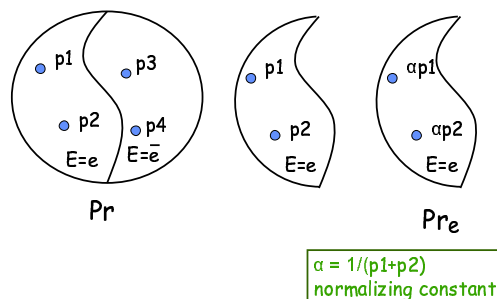 p1
p3
p2
p4
E=e
E=e̅
Pr
p1
p2
E=e
αp1
αp2
E=e
Prₑ
α = 1/(p1+p2)
normalizing constant